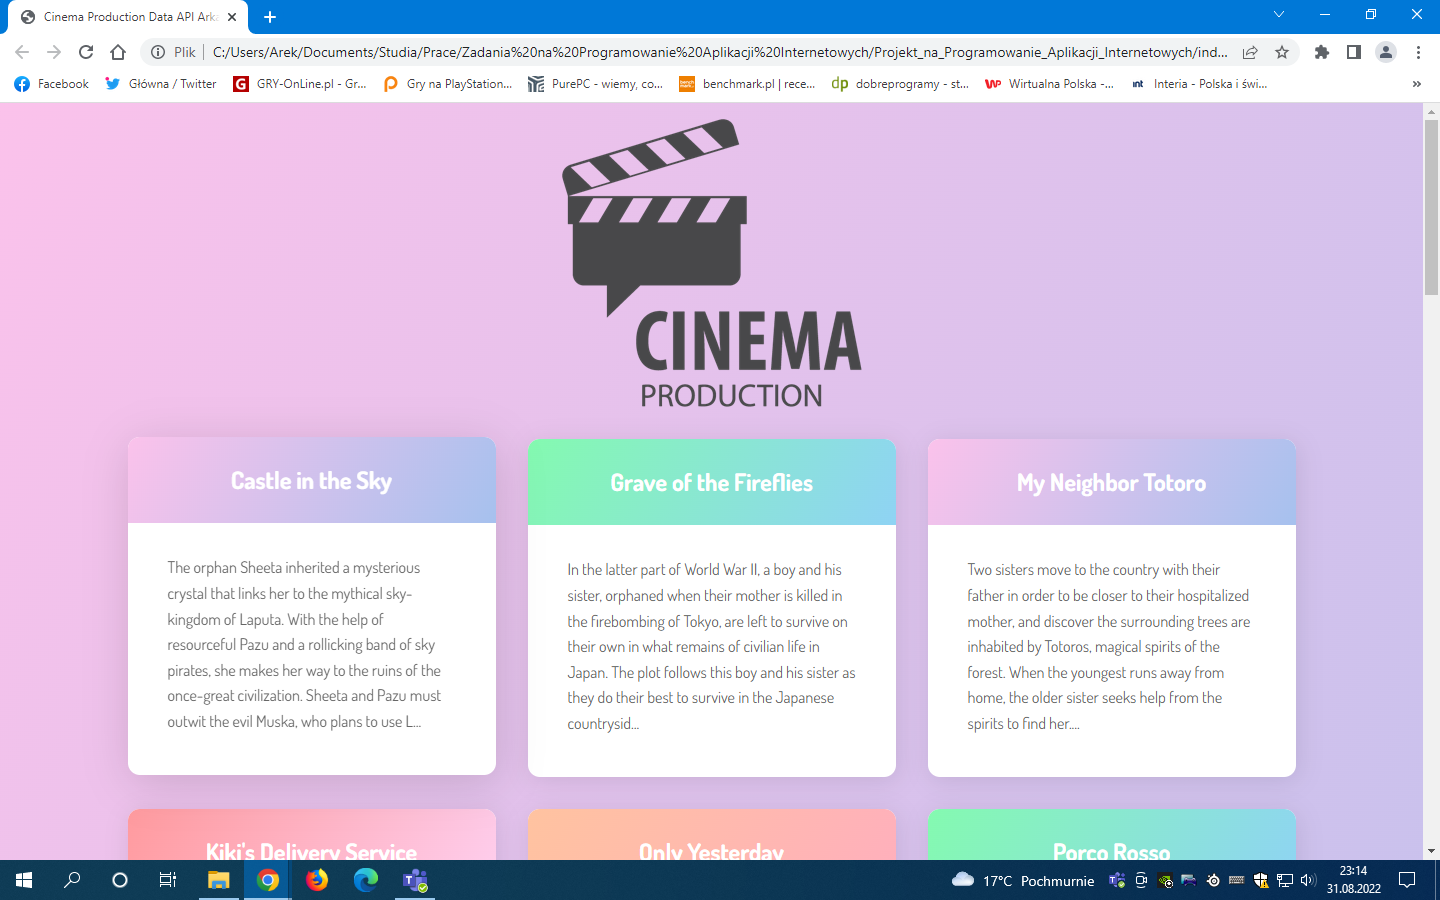 Cinema Production Data API Arka
Plik
C:/Users/Arek/Documents/Studia/Prace/Zadania%20na%20Programowanie%20Aplikacji%20Internetowych/Projekt_na_Programowanie_Aplikacji_Internetowych/ind...
Facebook
Główna / Twitter
GRY-OnLine.pl - Gr...
Gry na PlayStation...
PurePC - wiemy, co...
benchmark.pl | rece...
dobreprogramy - st...
Wirtualna Polska -...
Interia - Polska i świ...
»
CINEMA
PRODUCTION
Castle in the Sky
The orphan Sheeta inherited a mysterious
crystal that links her to the mythical sky-
kingdom of Laputa. With the help of
resourceful Pazu and a rollicking band of sky
pirates, she makes her way to the ruins of the
once-great civilization. Sheeta and Pazu must
outwit the evil Muska, who plans to use L...
Grave of the Fireflies
In the latter part of World War II, a boy and his
sister, orphaned when their mother is killed in
the firebombing of Tokyo, are left to survive on
their own in what remains of civilian life in
Japan. The plot follows this boy and his sister as
they do their best to survive in the Japanese
countrysid...
My Neighbor Totoro
Two sisters move to the country with their
father in order to be closer to their hospitalized
mother, and discover the surrounding trees are
inhabited by Totoros, magical spirits of the
forest. When the youngest runs away from
home, the older sister seeks help from the
spirits to find her....
Kiki's Delivery Service
Only Yesterday
Porco Rosso
17°C Pochmurnie
23:14
31.08.2022